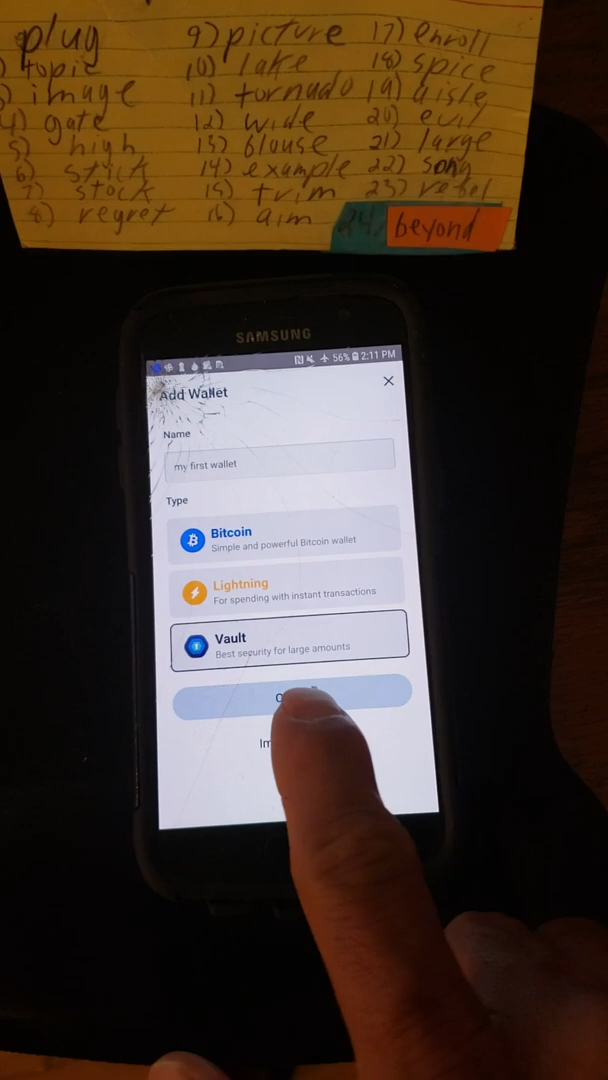 plug 9) picture 17) enroll
topic 10) lake 18) spice
image 11) tornado 19) aisle
4) gate 12) wide 20) evil
5) high 13) blouse 21) large
6) stick 14) example 22) song
7) stock 15) trim 23) rebel
8) regret 16) aim 24) beyond
SAMSUNG
56% 2:11 PM
Add Wallet
Name
my first wallet
Type
Bitcoin
Simple and powerful Bitcoin wallet
Lightning
For spending with instant transactions
Vault
Best security for large amounts